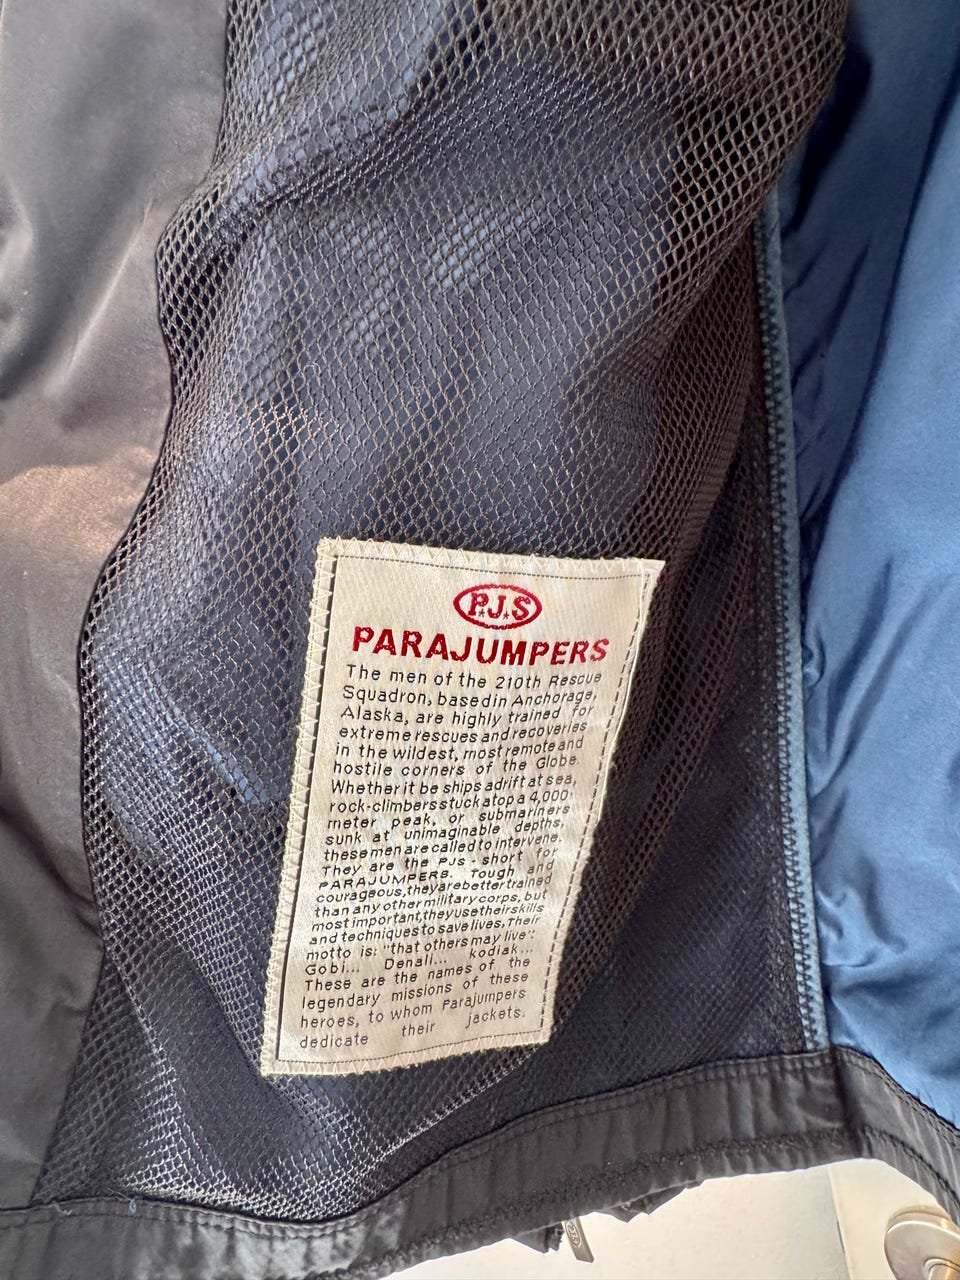 P.J.S
PARAJUMPERS
The men of the 210th Rescue
Squadron, basedin Anchorage,
Alaska, are highly trained for
extreme rescues and recoveries
in the wildest, most remote and
hostile corners of the Globe.
Whether it be ships adrift at sea,
rock-climbers stuck atop a 4,000-
meter peak, or submariners
sunk at unimaginable depths,
these men are called to intervene.
They are the PJs - short for
PARAJUMPERS. Tough and
courageous, they are better trained
than any other military corps, but
most important, they use their skills
and techniques to save lives. Their
motto is: "that others may live".
Gobi... Denali... kodiak...
These are the names of the
legendary missions of these
heroes, to whom Parajumpers
dedicate their jackets.